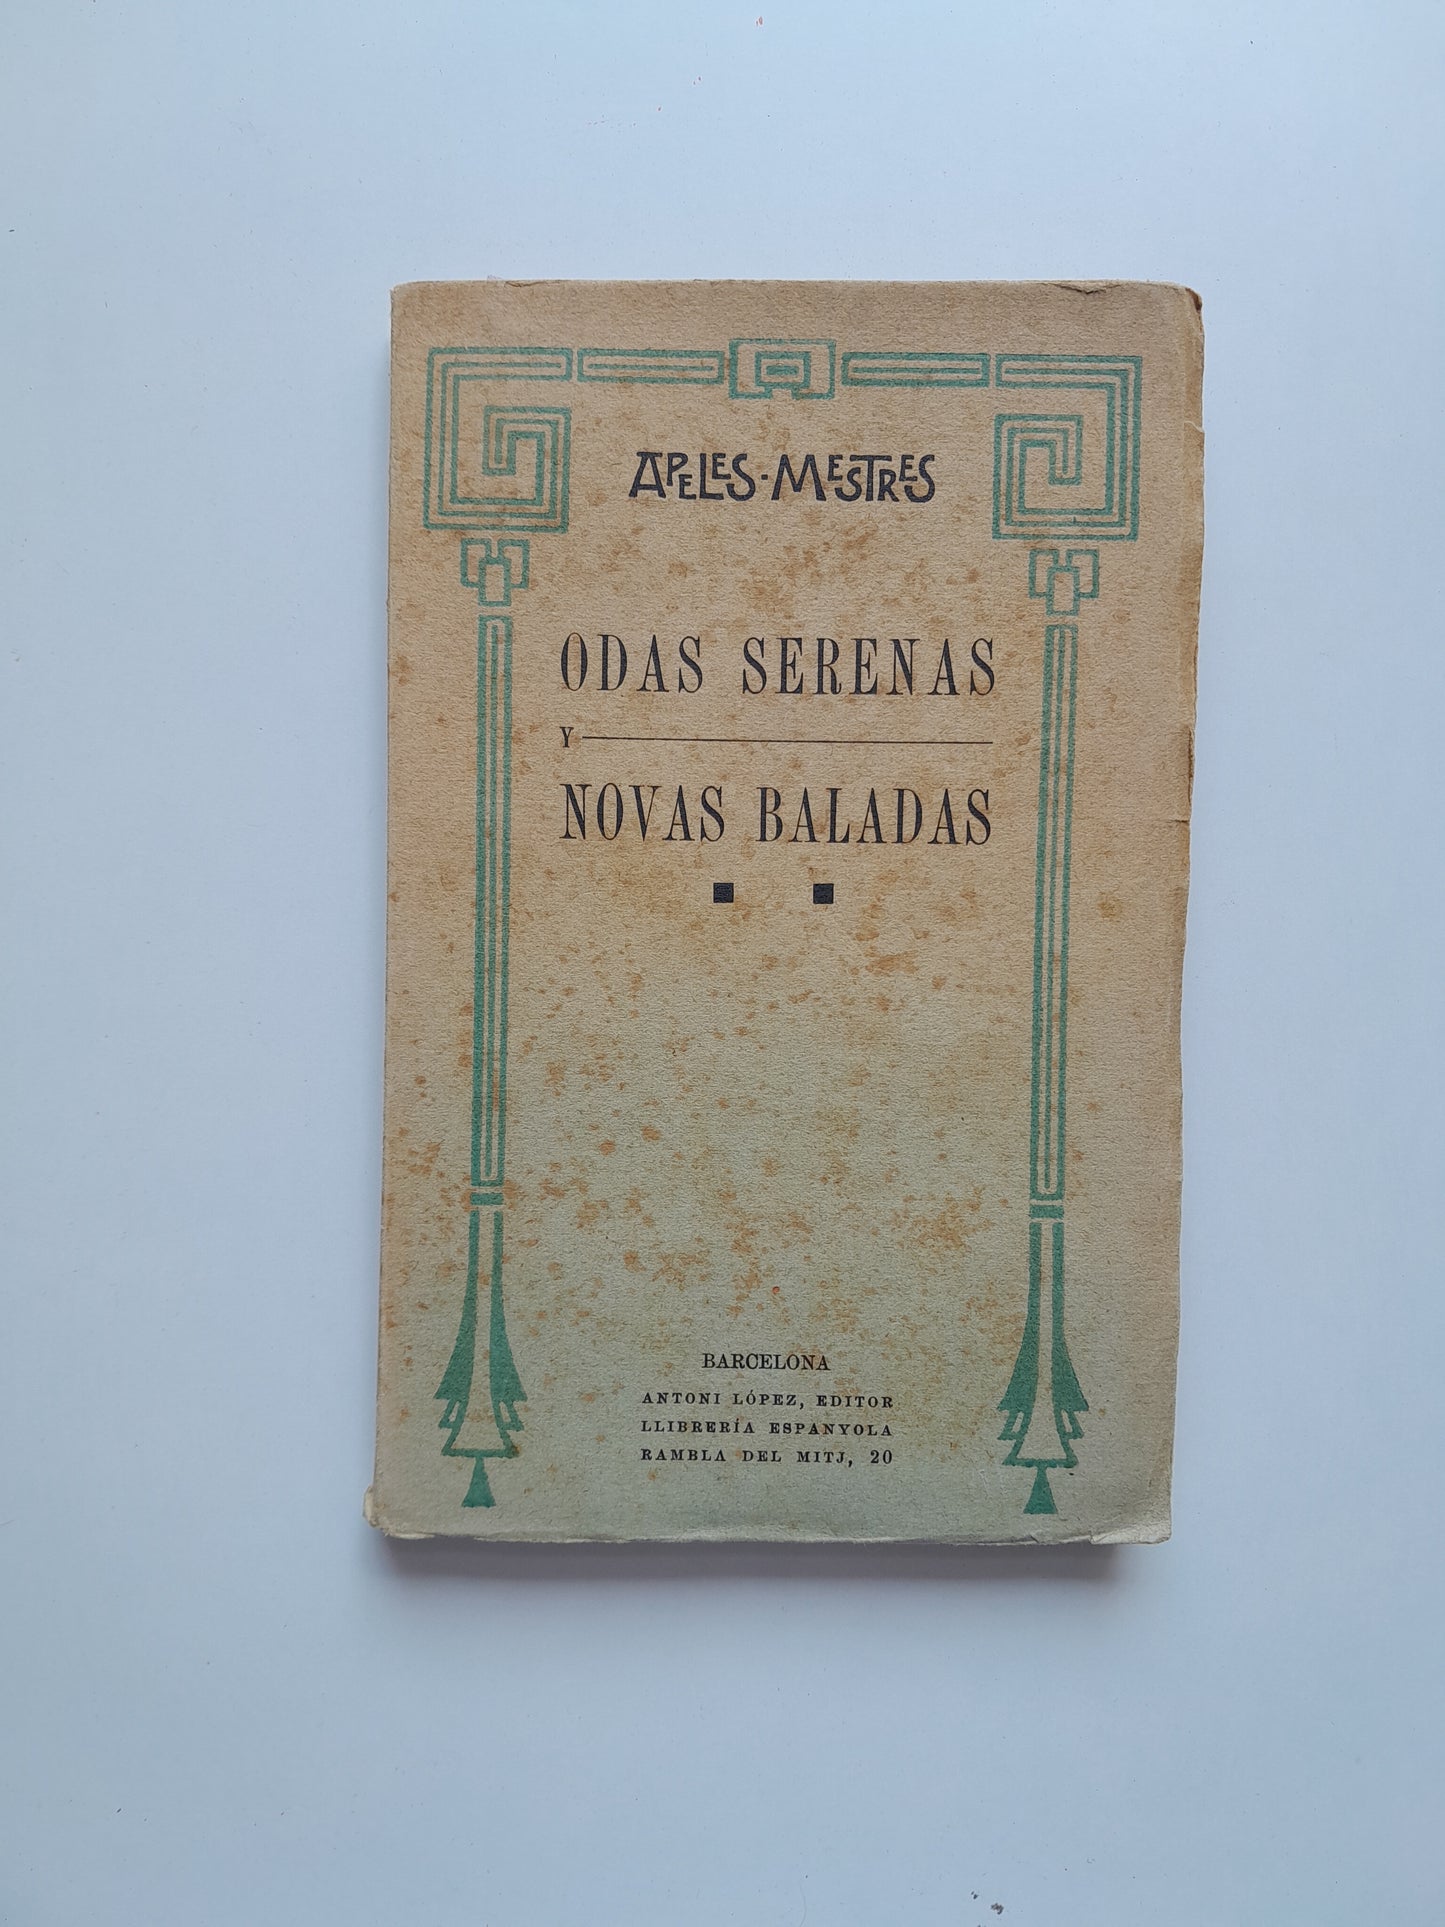 APELES·MESTRES
ODAS SERENAS
Y
NOVAS BALADAS
BARCELONA
ANTONI LÓPEZ, EDITOR
LLIBRERÍA ESPANYOLA
RAMBLA DEL MITJ, 20